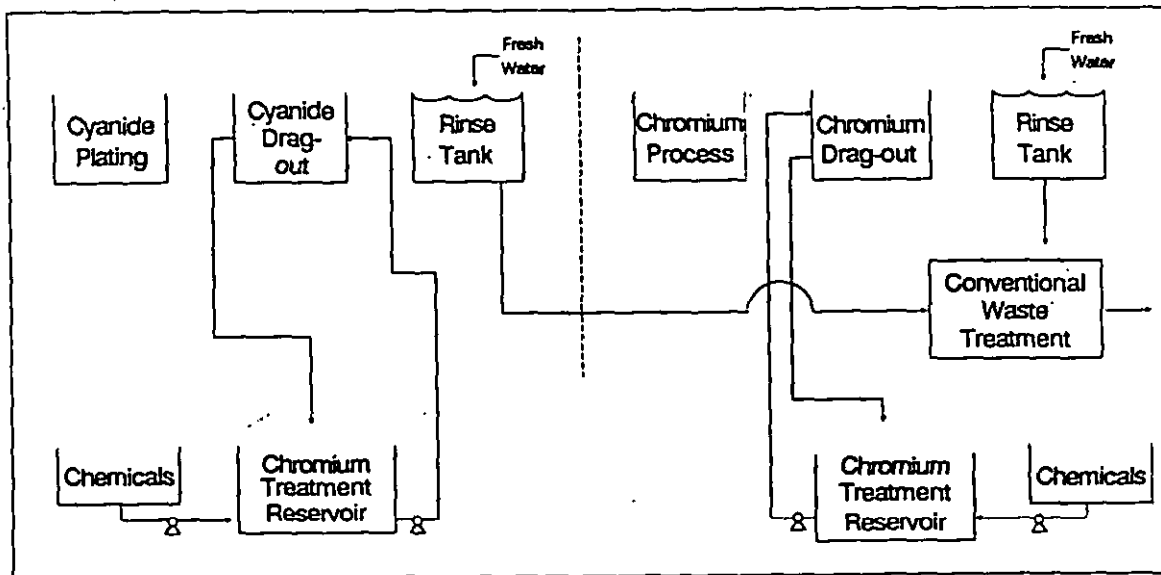 Fresh
Water
Cyanide
Plating
Cyanide
Drag-
out
Rinse
Tank
Fresh
Water
Chromium
Process
Chromium
Drag-out
Rinse
Tank
Conventional
Waste
Treatment
Chemicals
Chromium
Treatment
Reservoir
Chromium
Treatment
Reservoir
Chemicals